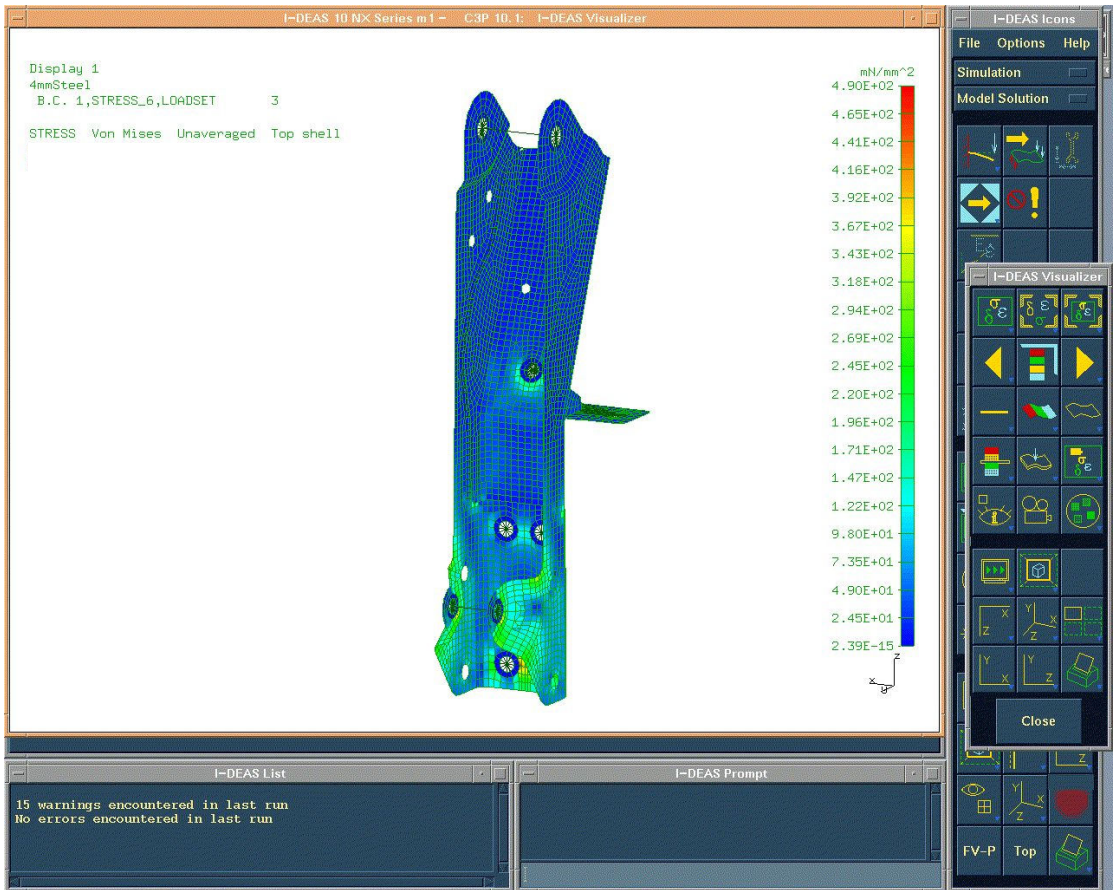 I-DEAS 10 NX Series m1 – C3P 10.1: I-DEAS Visualizer
Display 1
4mmSteel
B.C. 1,STRESS_6,LOADSET 3
STRESS Von Mises Unaveraged Top shell
mN/mm^2
4.90E+02
4.65E+02
4.41E+02
4.16E+02
3.92E+02
3.67E+02
3.43E+02
3.18E+02
2.94E+02
2.69E+02
2.45E+02
2.20E+02
1.96E+02
1.71E+02
1.47E+02
1.22E+02
9.80E+01
7.35E+01
4.90E+01
2.45E+01
2.39E-15
z
x
y
I-DEAS Icons
File Options Help
Simulation
Model Solution
I-DEAS Visualizer
σ
δ ε
δ ε
σ
σ
δ ε
σ
δ ε
i
X
Z
Y
X
Z
Y
X
Y
Z
Close
Z
Y
X
Z
FV-P Top
I-DEAS List
15 warnings encountered in last run
No errors encountered in last run
I-DEAS Prompt